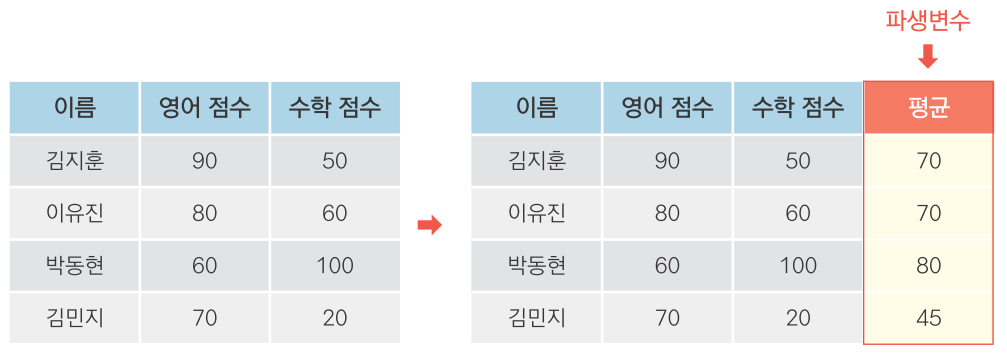 파생변수
이름 영어 점수 수학 점수
김지훈 90 50
이유진 80 60
박동현 60 100
김민지 70 20
이름 영어 점수 수학 점수 평균
김지훈 90 50 70
이유진 80 60 70
박동현 60 100 80
김민지 70 20 45